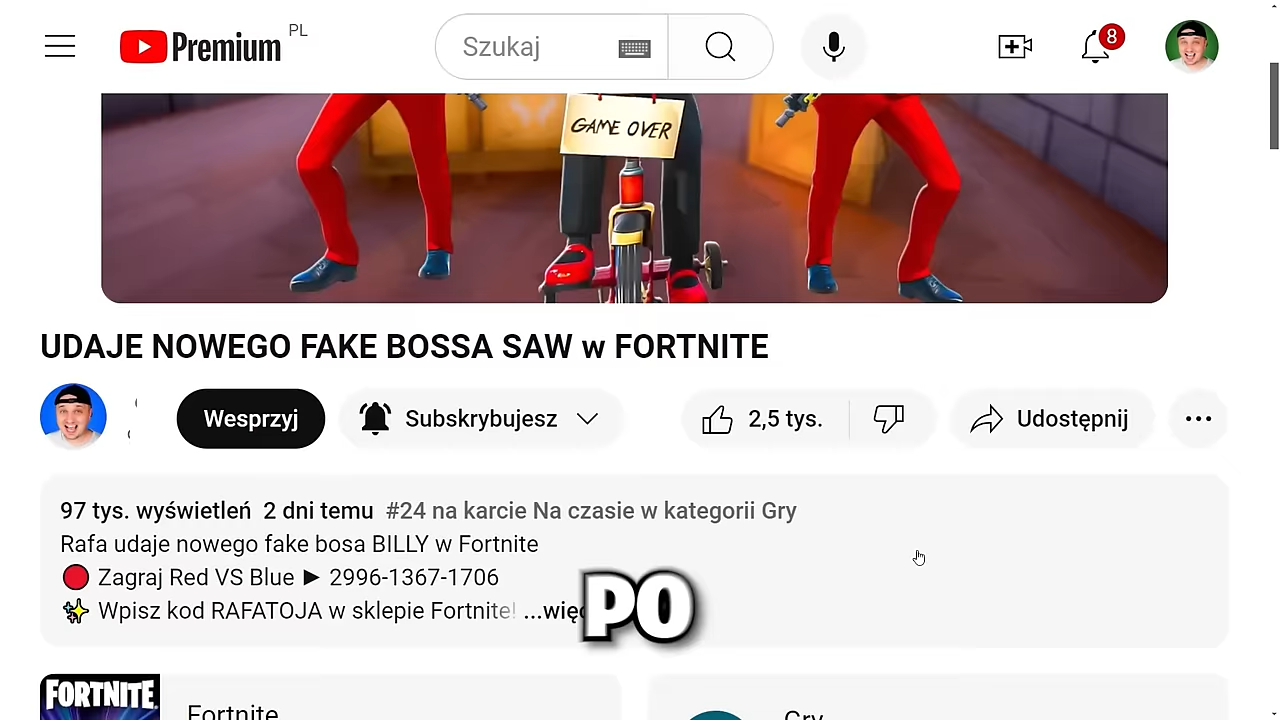 PL
Premium
Szukaj
8
GAME OVER
UDAJE NOWEGO FAKE BOSSA SAW w FORTNITE
Wesprzyj
Subskrybujesz
2,5 tys.
Udostępnij
97 tys. wyświetleń 2 dni temu #24 na karcie Na czasie w kategorii Gry
Rafa udaje nowego fake bosa BILLY w Fortnite
Zagraj Red VS Blue ► 2996-1367-1706
Wpisz kod RAFATOJA w sklepie Fortnite! ...więc
PO
FORTNITE
Fortnite
Gry